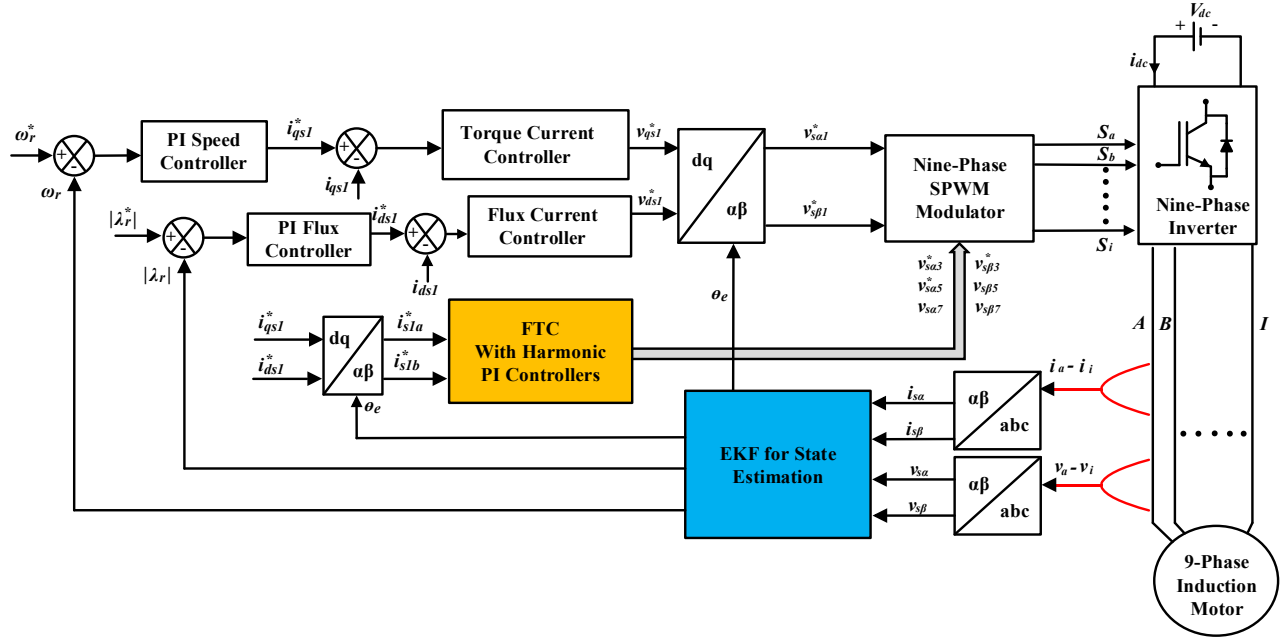 V_dc
+ -
i_dc
ω_r^*
+
-
PI Speed
Controller
i_qs1^*
+
-
i_qs1
Torque Current
Controller
v_qs1^*
dq
αβ
v_sα1^*
v_sβ1^*
Nine-Phase
SPWM
Modulator
S_a
S_b
S_i
Nine-Phase
Inverter
ω_r
|λ_r^*|
+
-
|λ_r|
PI Flux
Controller
i_ds1^*
+
-
i_ds1
Flux Current
Controller
v_ds1^*
θ_e
v_sα3^* v_sβ3^*
v_sα5^* v_sβ5
v_sα7 v_sβ7
i_qs1^*
i_ds1^*
dq
αβ
θ_e
i_s1a^*
i_s1b^*
FTC
With Harmonic
PI Controllers
A B I
EKF for State
Estimation
i_sα
i_sβ
αβ
abc
i_a - i_i
v_sα
v_sβ
αβ
abc
v_a - v_i
9-Phase
Induction
Motor